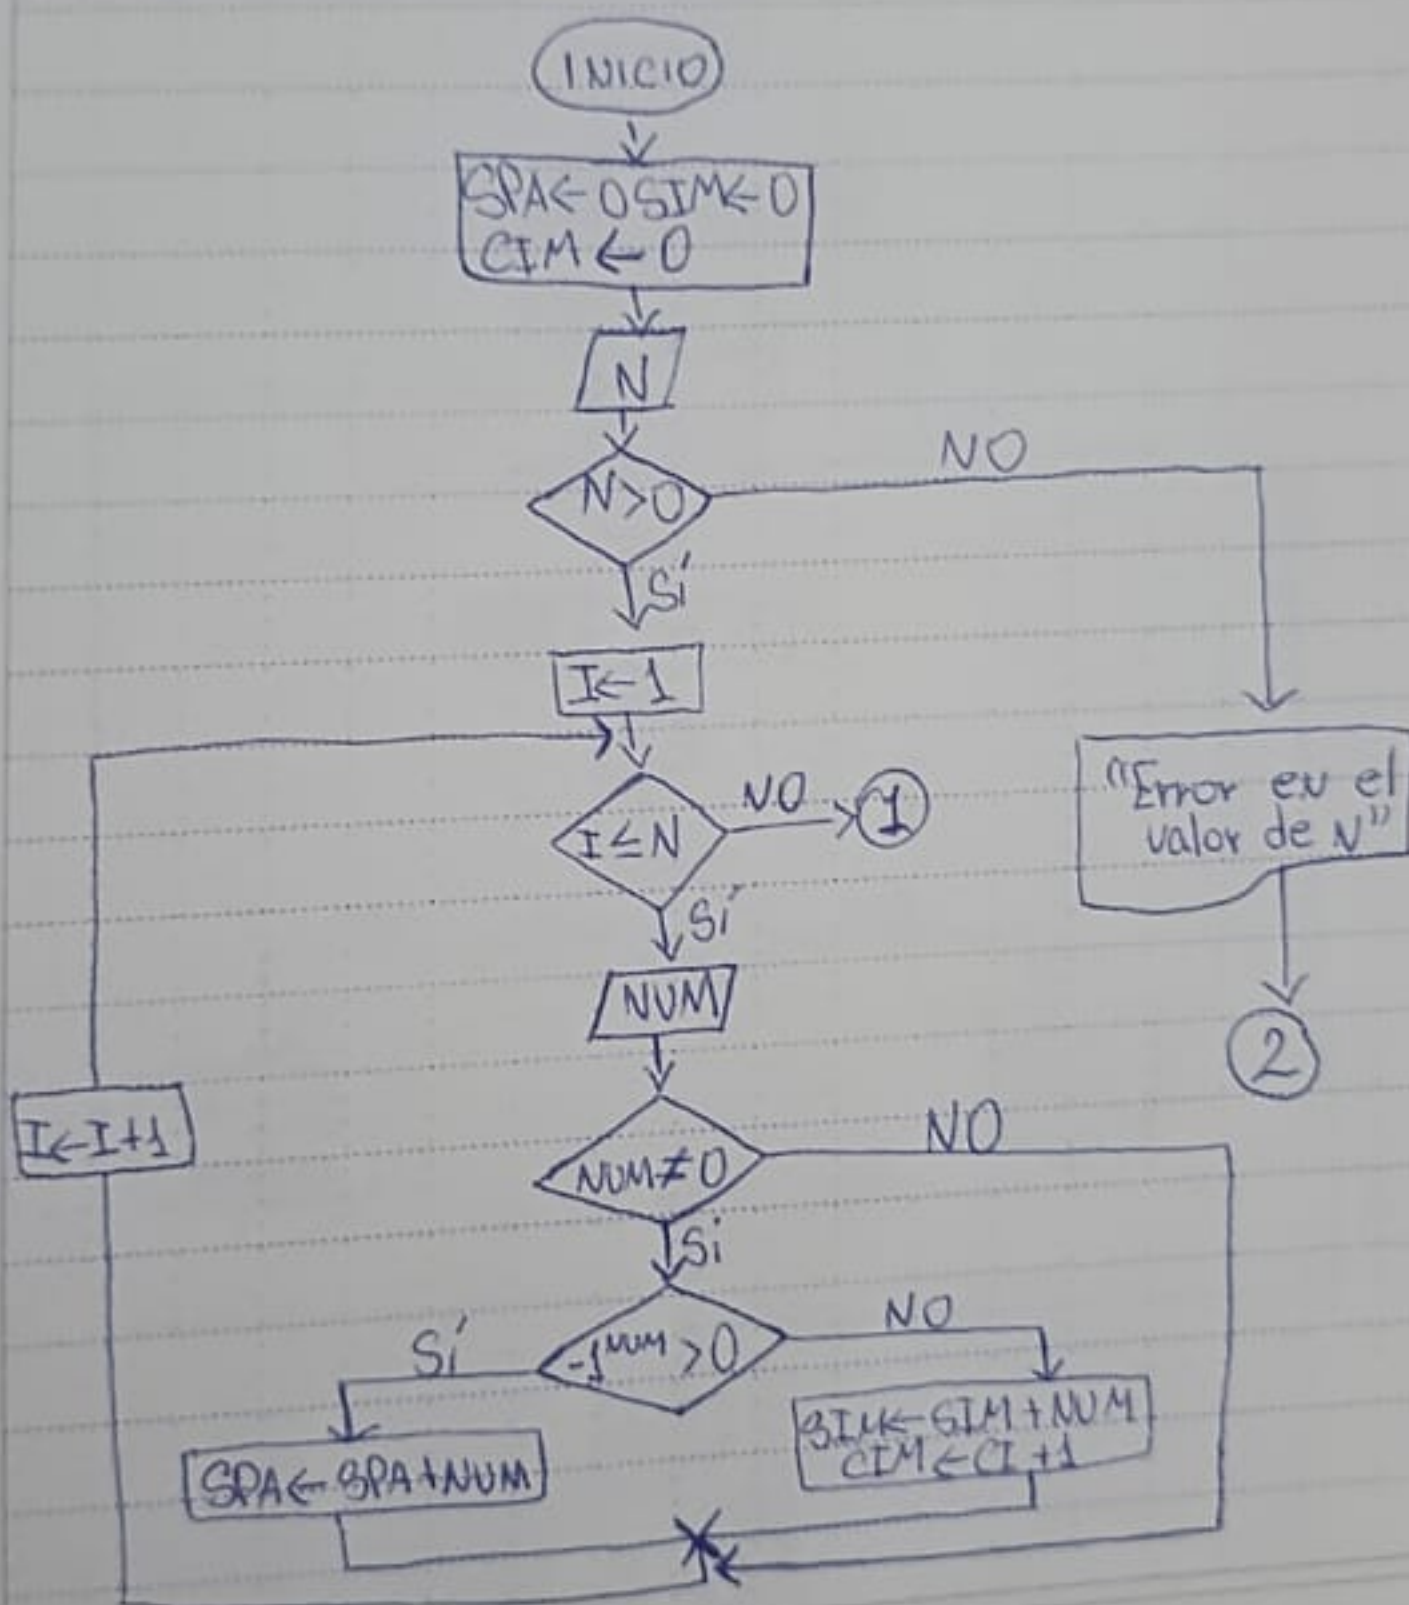 INICIO
SPA←0 SIM←0
CIM←0
N
N>0
NO
Sí
I←1
I≤N
NO
1
"Error en el
valor de N"
Sí
NUM
2
I←I+1
NUM≠0
NO
Si
-1^NUM >0
Sí
NO
SIM←SIM+NUM
CIM←CI+1
SPA←SPA+NUM